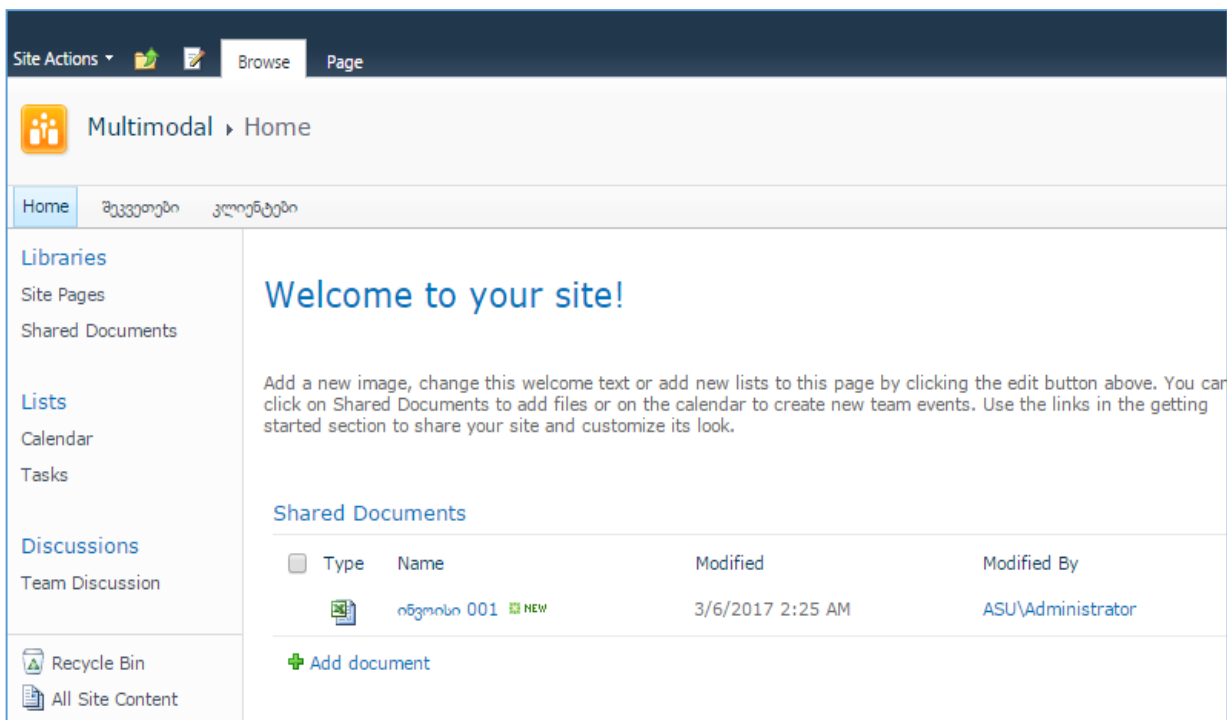 Site Actions Browse Page
Multimodal Home
Home შეკვეთები კლიენტები
Libraries
Site Pages
Shared Documents
Lists
Calendar
Tasks
Discussions
Team Discussion
Recycle Bin
All Site Content
Welcome to your site!
Add a new image, change this welcome text or add new lists to this page by clicking the edit button above. You can
click on Shared Documents to add files or on the calendar to create new team events. Use the links in the getting
started section to share your site and customize its look.
Shared Documents
Type Name Modified Modified By
ინვოისი 001 NEW 3/6/2017 2:25 AM ASU\Administrator
Add document